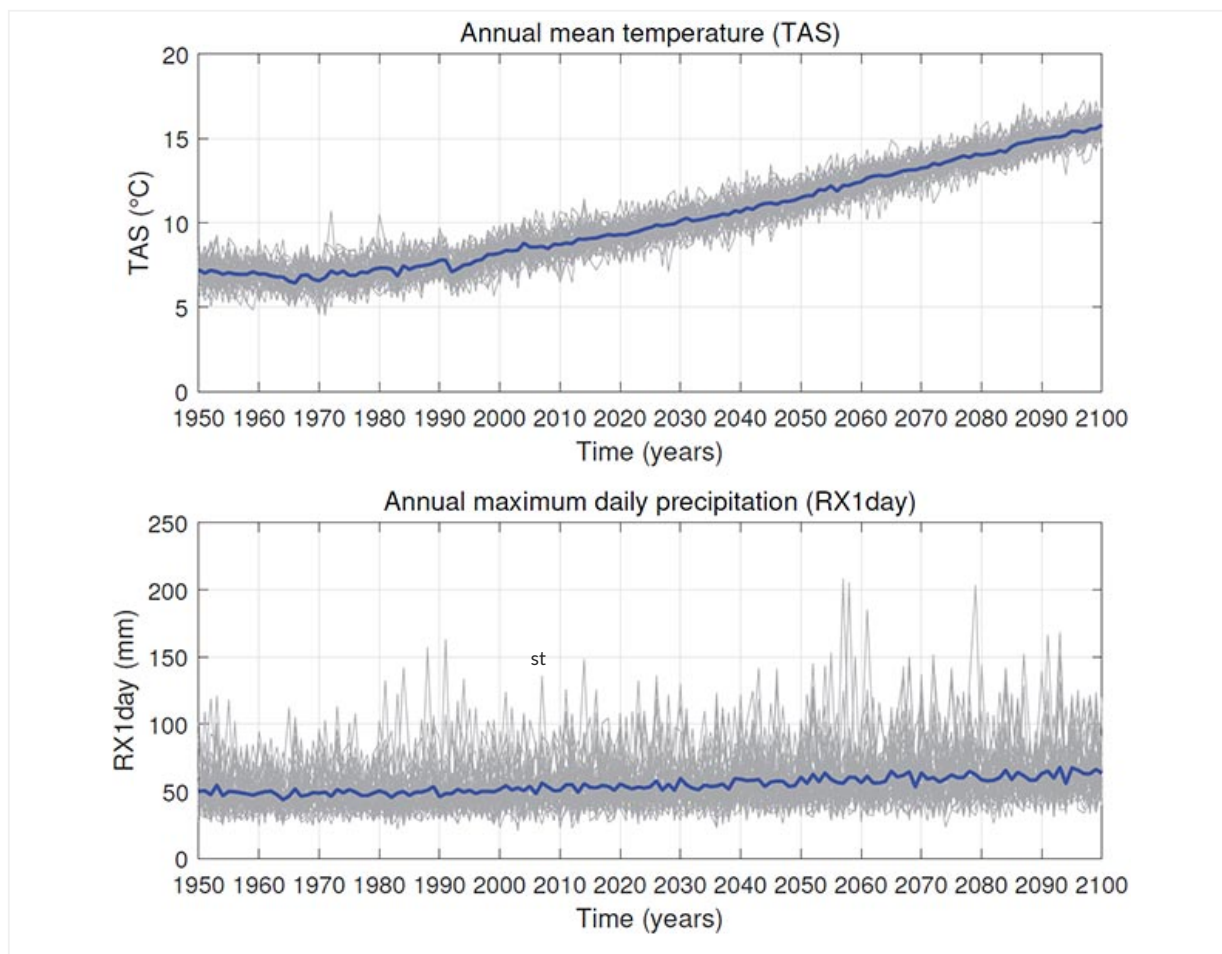 Annual mean temperature (TAS)
20
15
10
5
0
TAS (°C)
1950 1960 1970 1980 1990 2000 2010 2020 2030 2040 2050 2060 2070 2080 2090 2100
Time (years)
Annual maximum daily precipitation (RX1day)
250
200
150
100
50
0
RX1day (mm)
st
1950 1960 1970 1980 1990 2000 2010 2020 2030 2040 2050 2060 2070 2080 2090 2100
Time (years)